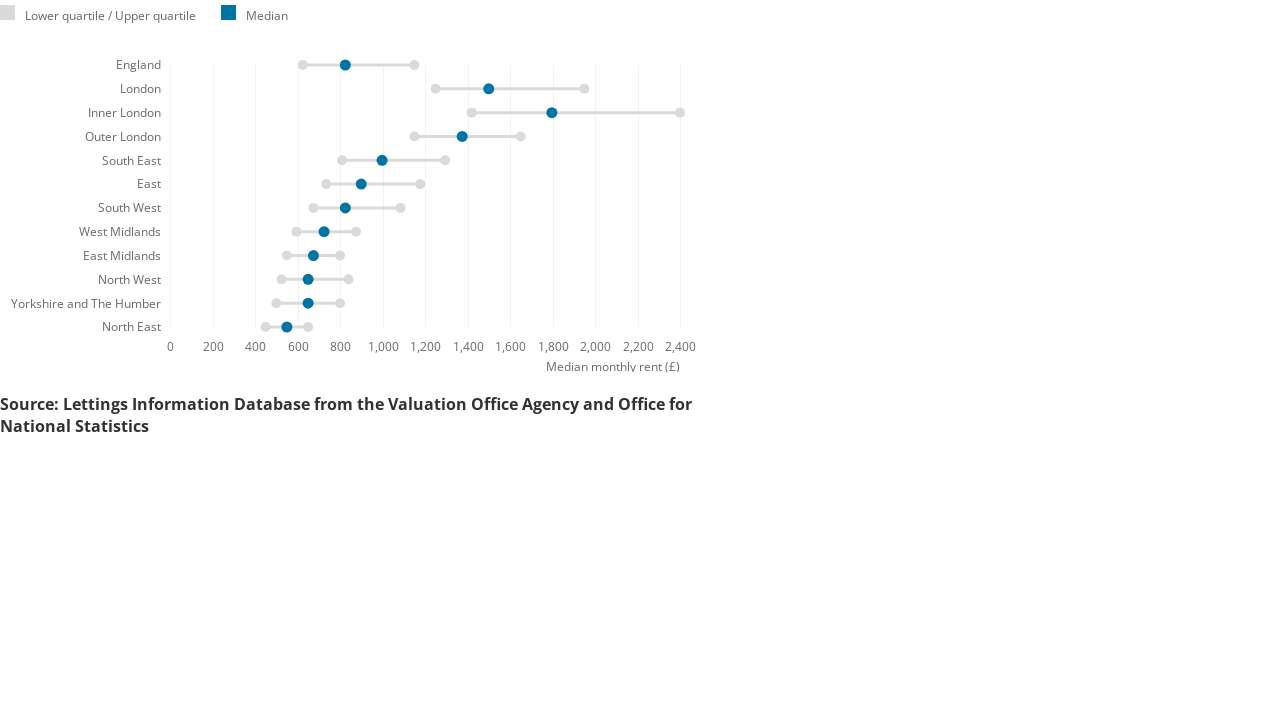 Lower quartile / Upper quartile Median
England
London
Inner London
Outer London
South East
East
South West
West Midlands
East Midlands
North West
Yorkshire and The Humber
North East
0 200 400 600 800 1,000 1,200 1,400 1,600 1,800 2,000 2,200 2,400
Median monthly rent (£)
Source: Lettings Information Database from the Valuation Office Agency and Office for
National Statistics